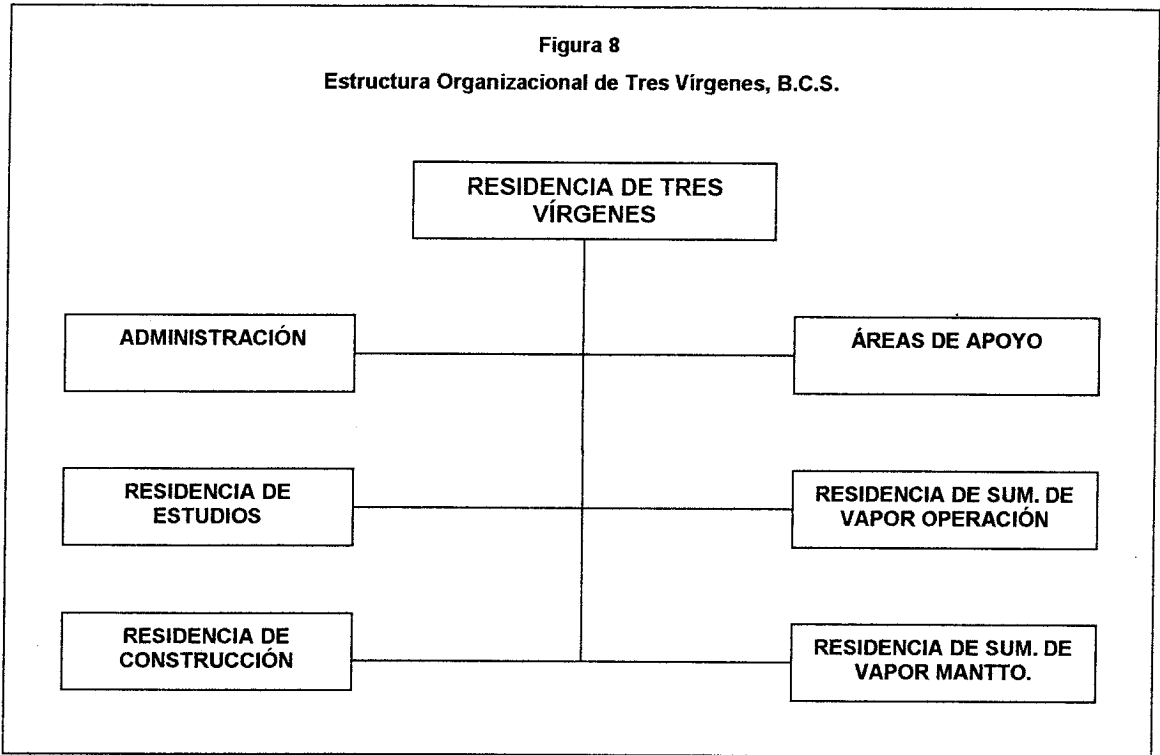 Figura 8
Estructura Organizacional de Tres Vírgenes, B.C.S.
RESIDENCIA DE TRES
VÍRGENES
ADMINISTRACIÓN
ÁREAS DE APOYO
RESIDENCIA DE
ESTUDIOS
RESIDENCIA DE SUM. DE
VAPOR OPERACIÓN
RESIDENCIA DE
CONSTRUCCIÓN
RESIDENCIA DE SUM. DE
VAPOR MANTTO.